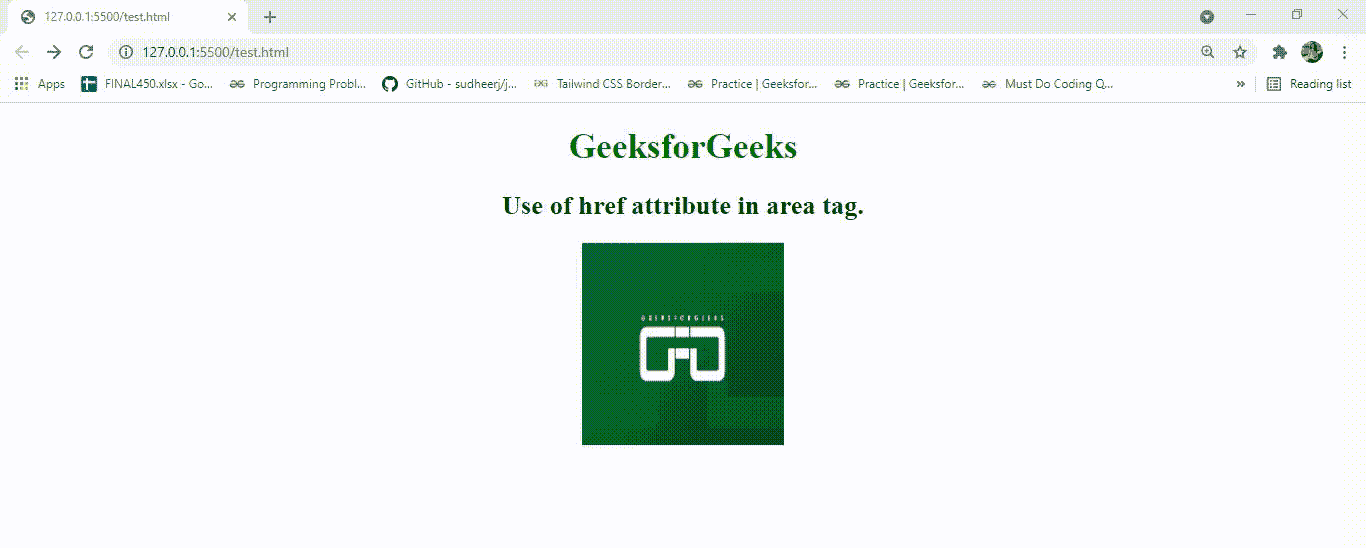 127.0.0.1:5500/test.html
127.0.0.1:5500/test.html
Apps FINAL450.xlsx - Go... Programming Probl... GitHub - sudheerj/j... Tailwind CSS Border... Practice | Geeksfor... Practice | Geeksfor... Must Do Coding Q... » Reading list
GeeksforGeeks
Use of href attribute in area tag.
GEEKSFORGEEKS